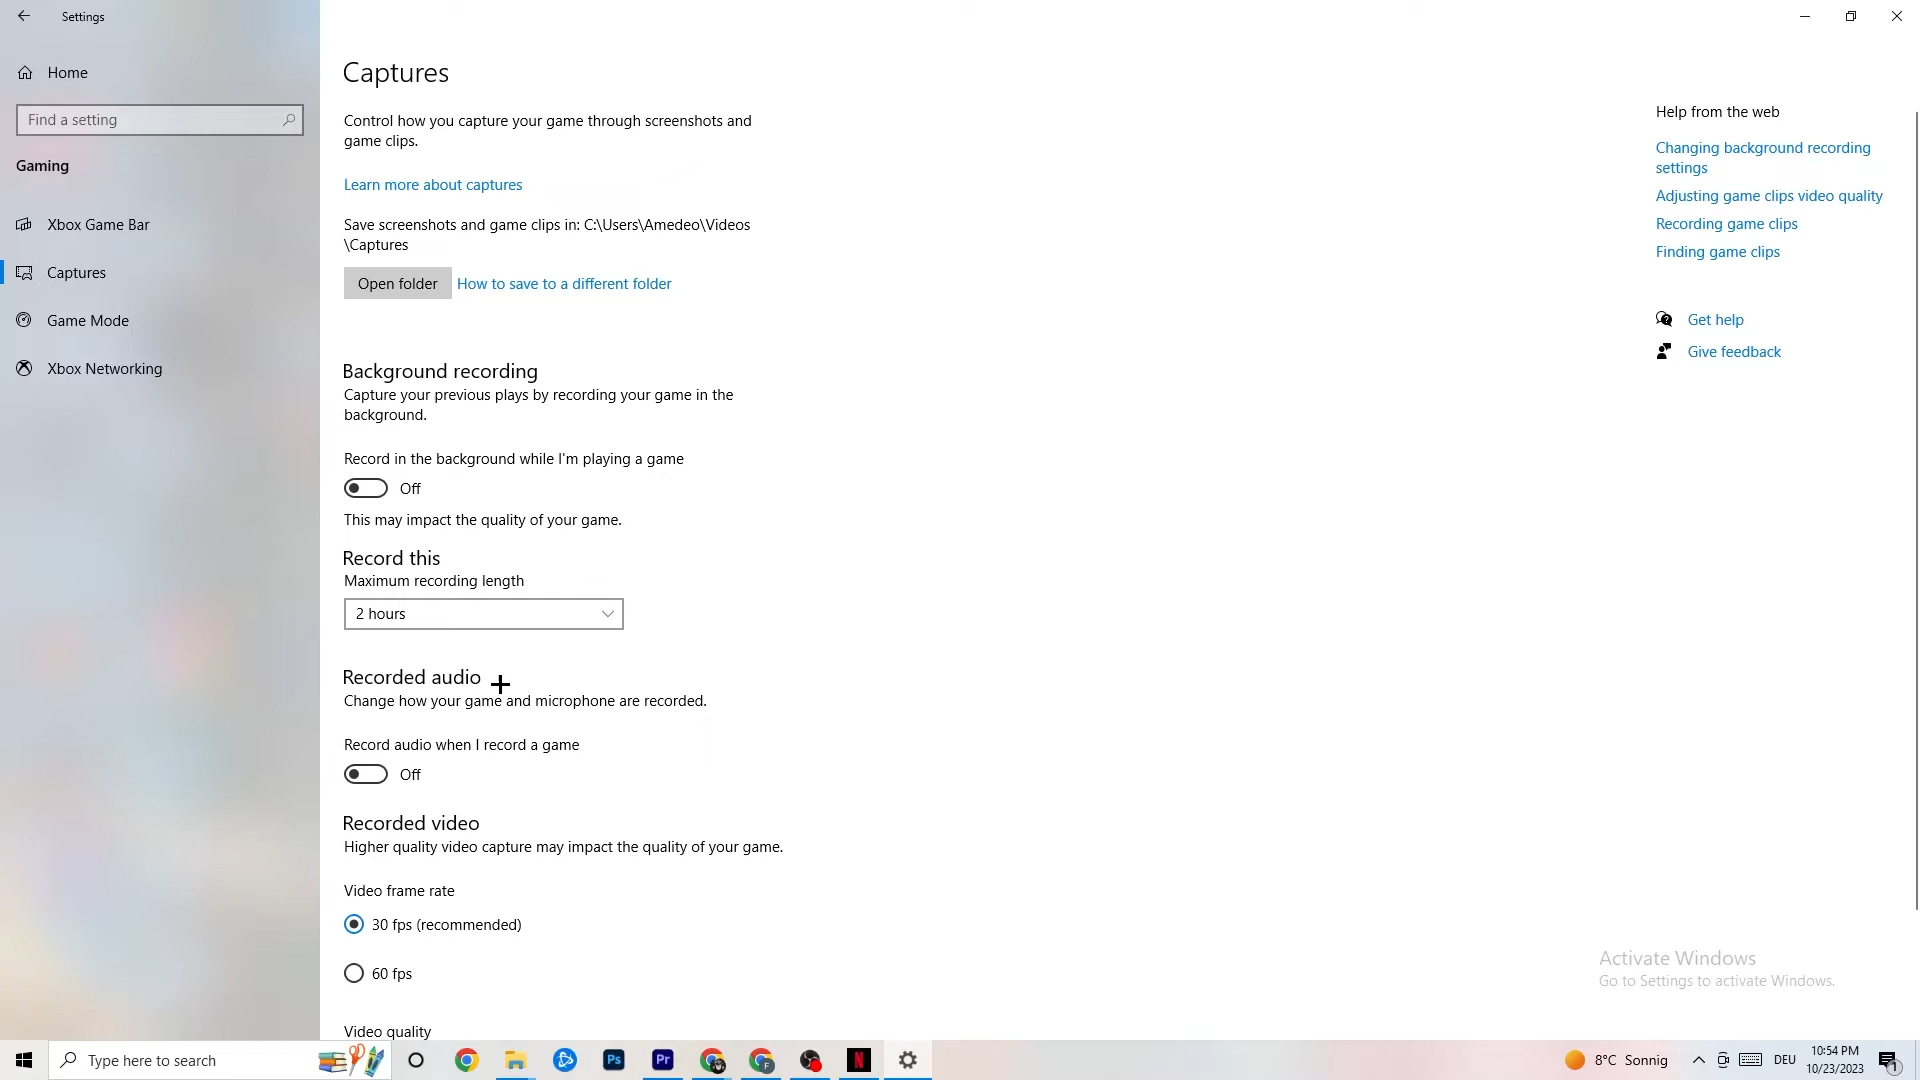 Settings
Home
Find a setting
Gaming
Xbox Game Bar
Captures
Game Mode
Xbox Networking
Captures
Control how you capture your game through screenshots and
game clips.
Learn more about captures
Save screenshots and game clips in: C:\Users\Amedeo\Videos
\Captures
Open folder
How to save to a different folder
Background recording
Capture your previous plays by recording your game in the
background.
Record in the background while I'm playing a game
Off
This may impact the quality of your game.
Record this
Maximum recording length
2 hours
Recorded audio
Change how your game and microphone are recorded.
Record audio when I record a game
Off
Recorded video
Higher quality video capture may impact the quality of your game.
Video frame rate
30 fps (recommended)
60 fps
Video quality
Help from the web
Changing background recording
settings
Adjusting game clips video quality
Recording game clips
Finding game clips
Get help
Give feedback
Activate Windows
Go to Settings to activate Windows.
Type here to search
Ps
Pr
F
N
8°C Sonnig
DEU
10:54 PM
10/23/2023
1